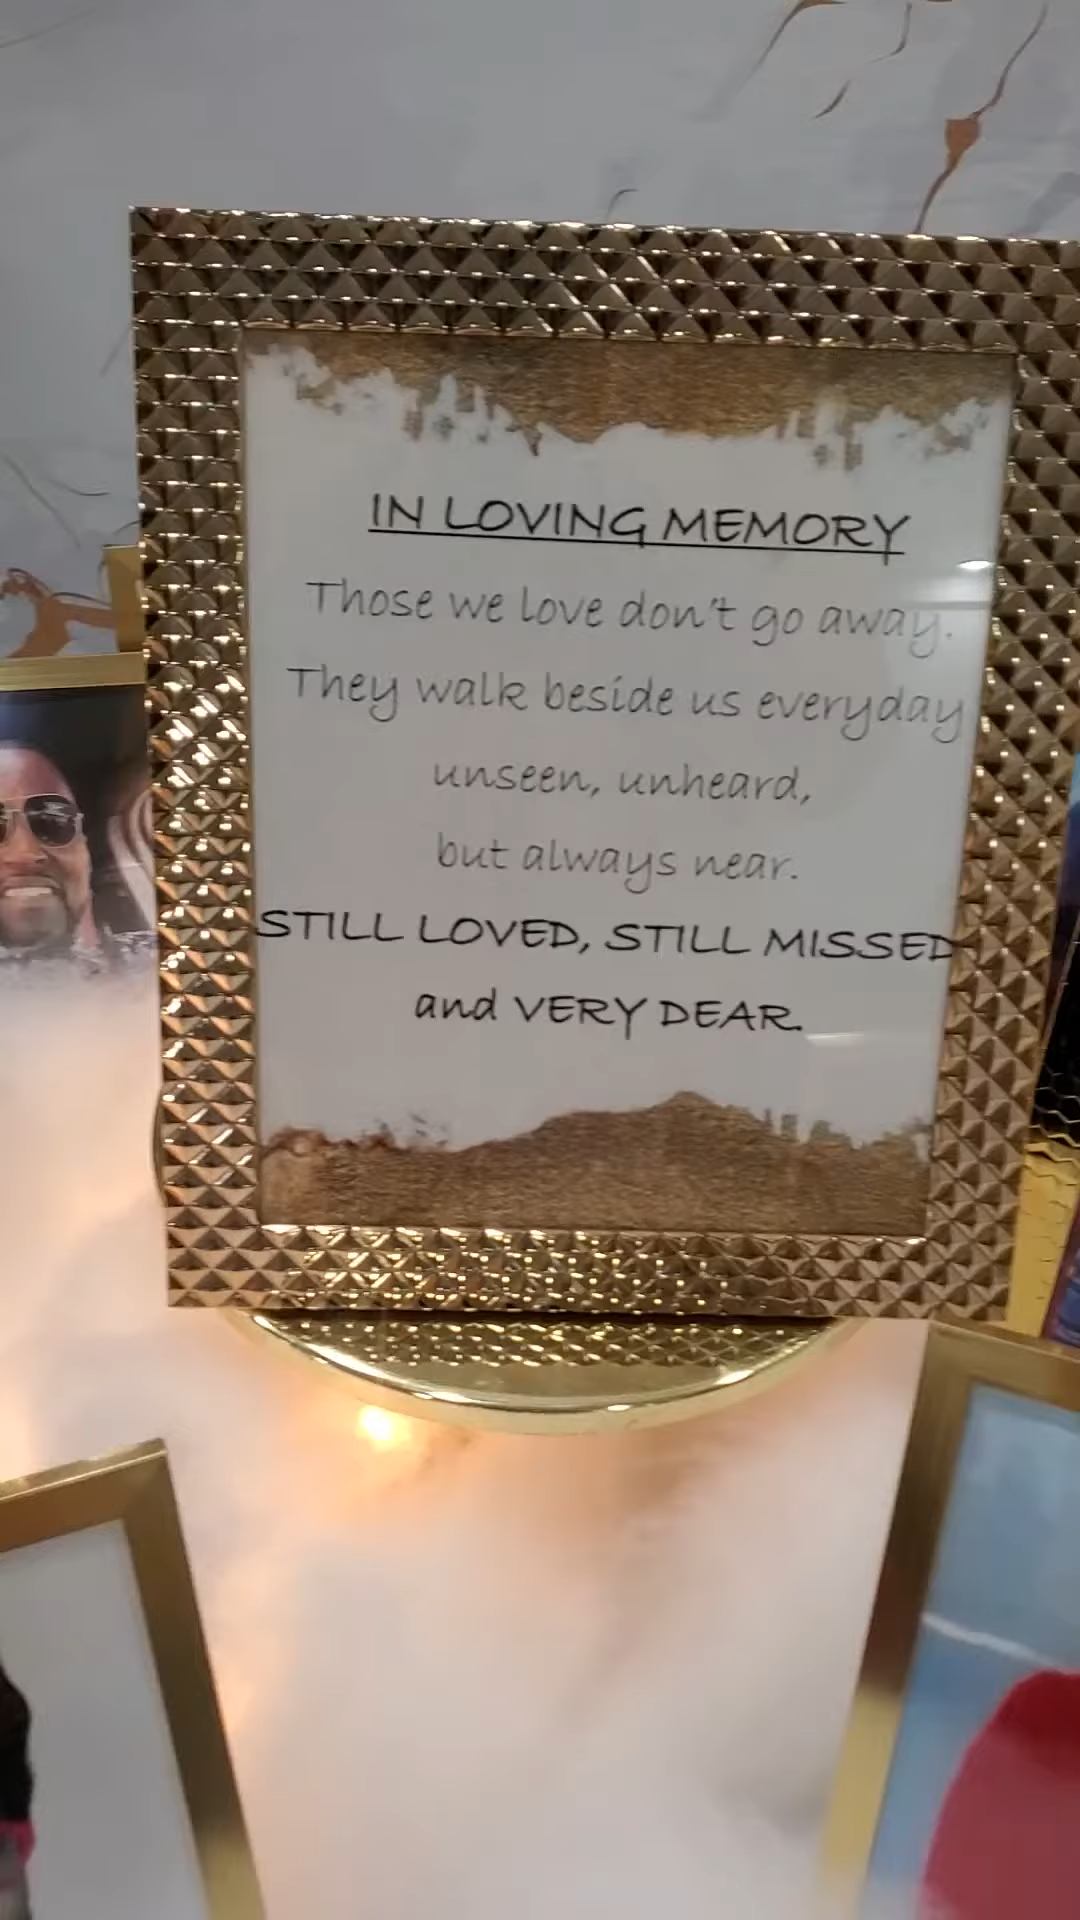 IN LOVING MEMORY
Those we love don't go away.
They walk beside us everyday
unseen, unheard,
but always near.
STILL LOVED, STILL MISSED
and VERY DEAR.